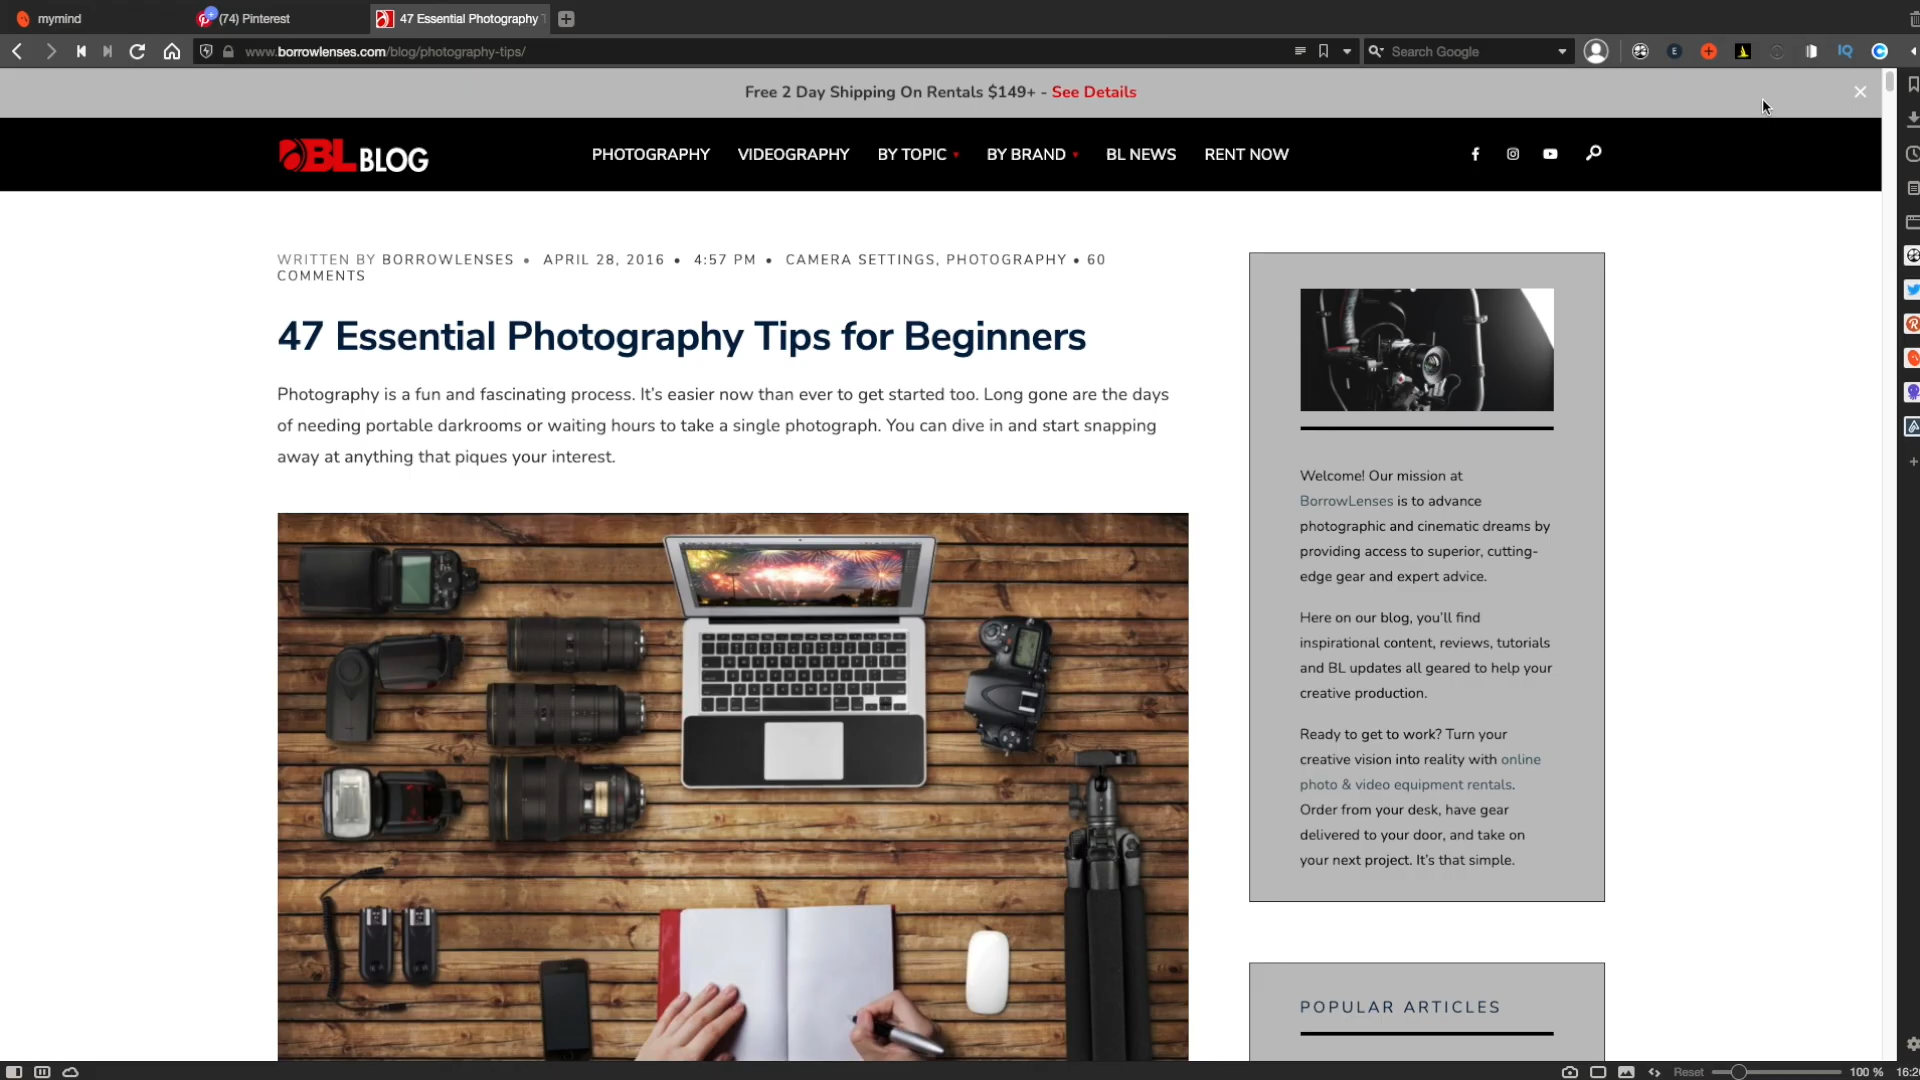 mymind
(74) Pinterest
47 Essential Photography
www.borrowlenses.com/blog/photography-tips/
Search Google
E
IQ
Free 2 Day Shipping On Rentals $149+ - See Details
BL BLOG
PHOTOGRAPHY
VIDEOGRAPHY
BY TOPIC
BY BRAND
BL NEWS
RENT NOW
WRITTEN BY BORROWLENSES • APRIL 28, 2016 • 4:57 PM • CAMERA SETTINGS, PHOTOGRAPHY • 60
COMMENTS
47 Essential Photography Tips for Beginners
Photography is a fun and fascinating process. It's easier now than ever to get started too. Long gone are the days
of needing portable darkrooms or waiting hours to take a single photograph. You can dive in and start snapping
away at anything that piques your interest.
Welcome! Our mission at
BorrowLenses is to advance
photographic and cinematic dreams by
providing access to superior, cutting-
edge gear and expert advice.
Here on our blog, you'll find
inspirational content, reviews, tutorials
and BL updates all geared to help your
creative production.
Ready to get to work? Turn your
creative vision into reality with online
photo & video equipment rentals.
Order from your desk, have gear
delivered to your door, and take on
your next project. It's that simple.
POPULAR ARTICLES
Reset
100 %